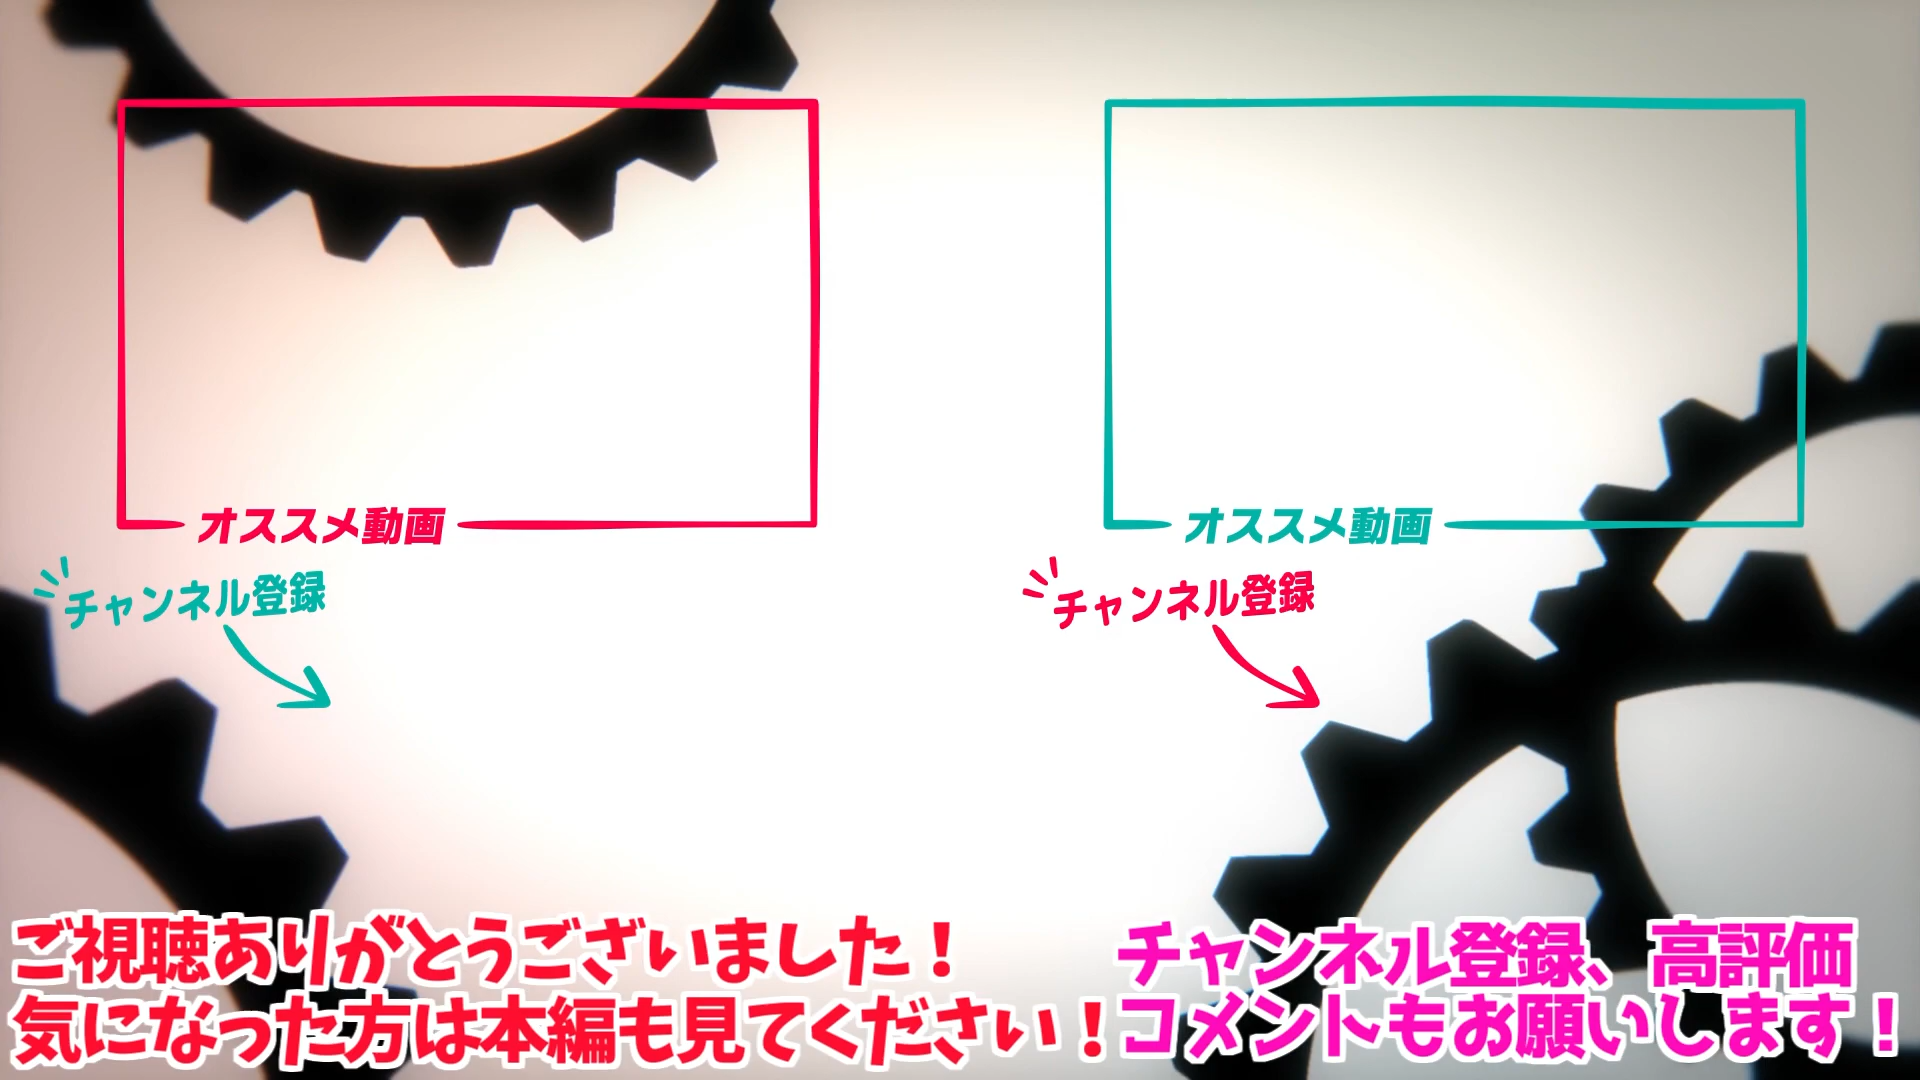 オススメ動画
オススメ動画
チャンネル登録
チャンネル登録
ご視聴ありがとうございました！
気になった方は本編も見てください！
チャンネル登録、高評価
コメントもお願いします！